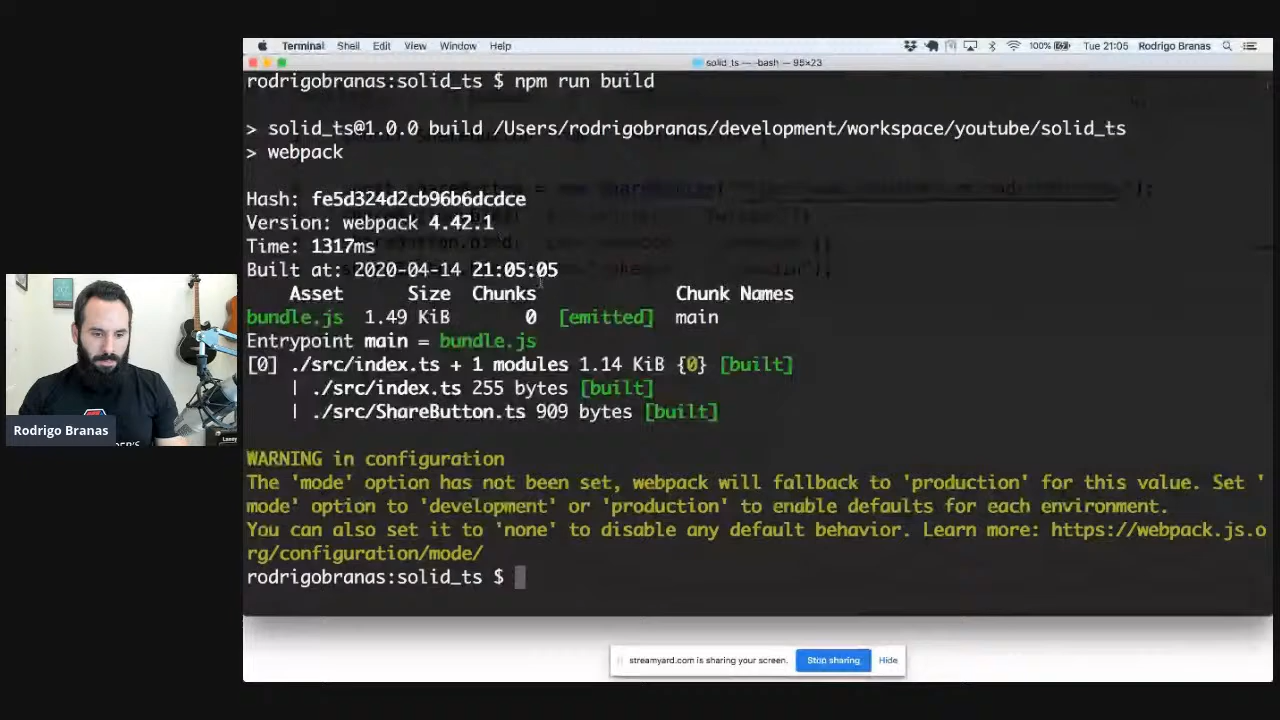 Terminal Shell Edit View Window Help 100% Tue 21:05 Rodrigo Branas
solid_ts — -bash — 95×23
rodrigobranas:solid_ts $ npm run build
> solid_ts@1.0.0 build /Users/rodrigobranas/development/workspace/youtube/solid_ts
> webpack
Hash: fe5d324d2cb96b6dcdce
Version: webpack 4.42.1
Time: 1317ms
Built at: 2020-04-14 21:05:05
Asset Size Chunks Chunk Names
bundle.js 1.49 KiB 0 [emitted] main
Entrypoint main = bundle.js
[0] ./src/index.ts + 1 modules 1.14 KiB {0} [built]
| ./src/index.ts 255 bytes [built]
| ./src/ShareButton.ts 909 bytes [built]
WARNING in configuration
The 'mode' option has not been set, webpack will fallback to 'production' for this value. Set '
mode' option to 'development' or 'production' to enable defaults for each environment.
You can also set it to 'none' to disable any default behavior. Learn more: https://webpack.js.o
rg/configuration/mode/
rodrigobranas:solid_ts $
Rodrigo Branas
streamyard.com is sharing your screen. Stop sharing Hide